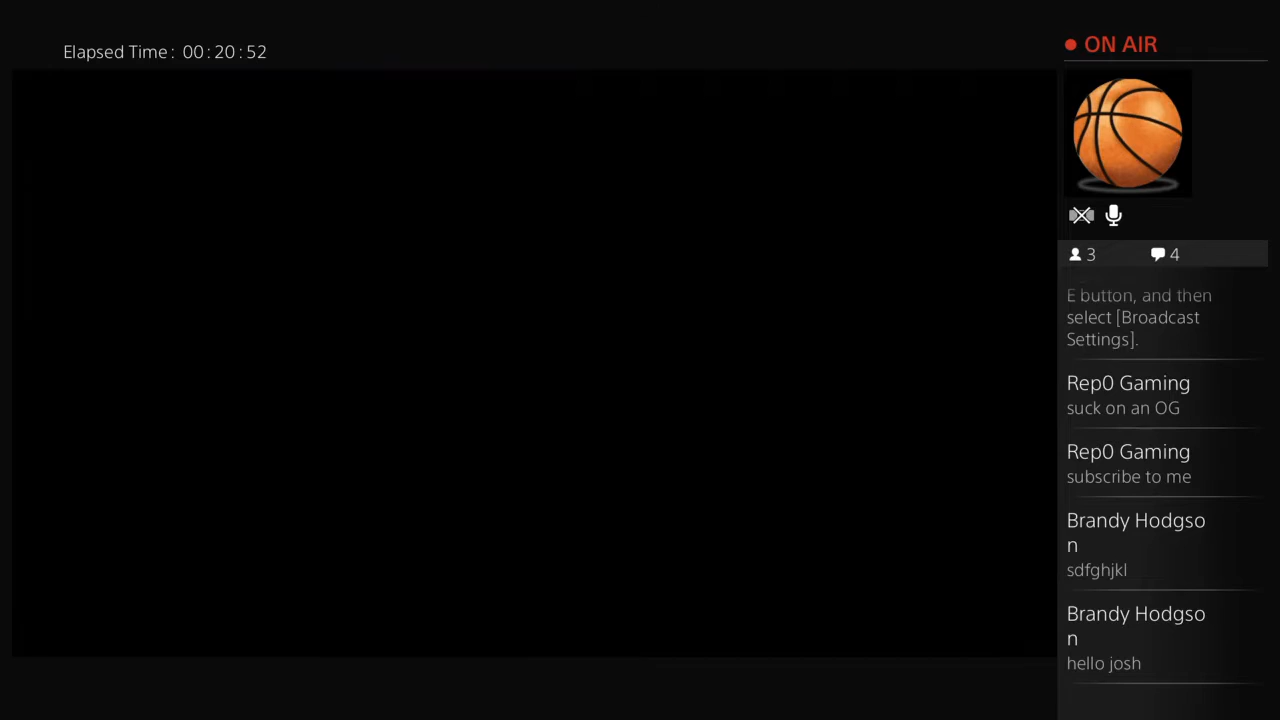 Elapsed Time: 00:20:52
ON AIR
3 4
E button, and then
select [Broadcast
Settings].
Rep0 Gaming
suck on an OG
Rep0 Gaming
subscribe to me
Brandy Hodgso
n
sdfghjkl
Brandy Hodgso
n
hello josh